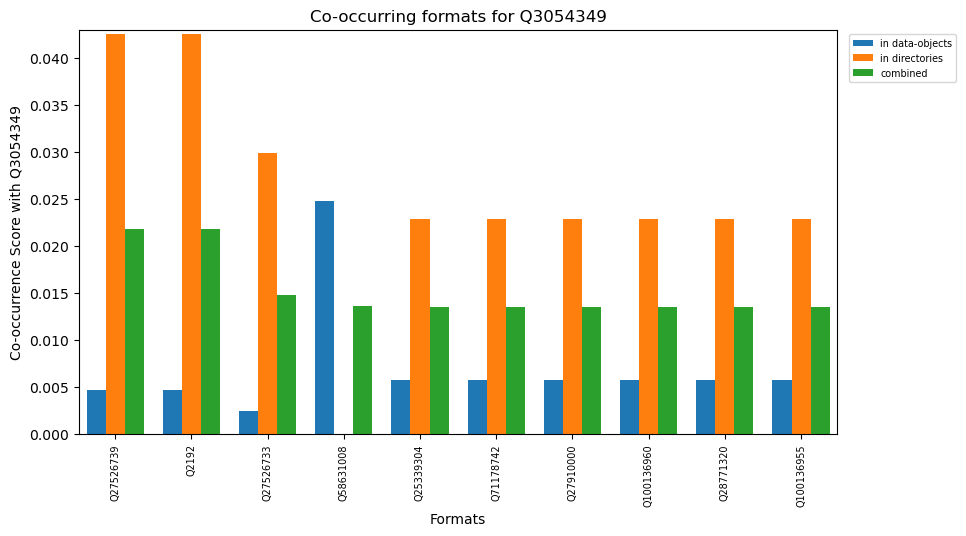 Co-occurring formats for Q3054349
Co-occurrence Score with Q3054349
0.040
0.035
0.030
0.025
0.020
0.015
0.010
0.005
0.000
in data-objects
in directories
combined
Q27526739
Q2192
Q27526733
Q58631008
Q25339304
Q71178742
Q27910000
Q100136960
Q28771320
Q100136955
Formats